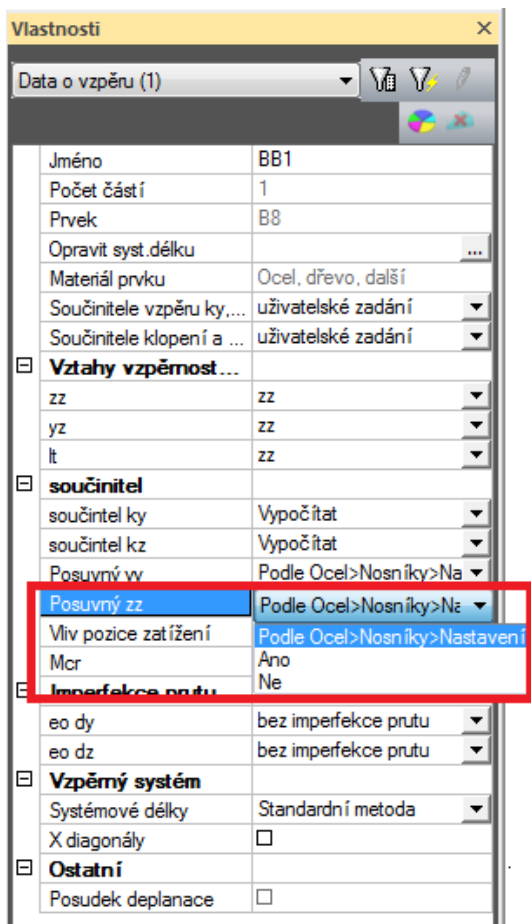 Vlastnosti
Data o vzpěru (1)
Jméno BB1
Počet částí 1
Prvek B8
Opravit syst.délku ...
Materiál prvku Ocel, dřevo, další
Součinitele vzpěru ky,... uživatelské zadání
Součinitele klopení a ... uživatelské zadání
Vztahy vzpěrnost...
zz zz
yz zz
lt zz
součinitel
součintel ky Vypočítat
součintel kz Vypočítat
Posuvný yy Podle Ocel>Nosníky>Na
Posuvný zz Podle Ocel>Nosníky>Na
Vliv pozice zatížení Podle Ocel>Nosníky>Nastavení
Mcr Ano
Ne
Imperfekce prutu
eo dy bez imperfekce prutu
eo dz bez imperfekce prutu
Vzpěrný systém
Systémové délky Standardní metoda
X diagonály
Ostatní
Posudek deplanace